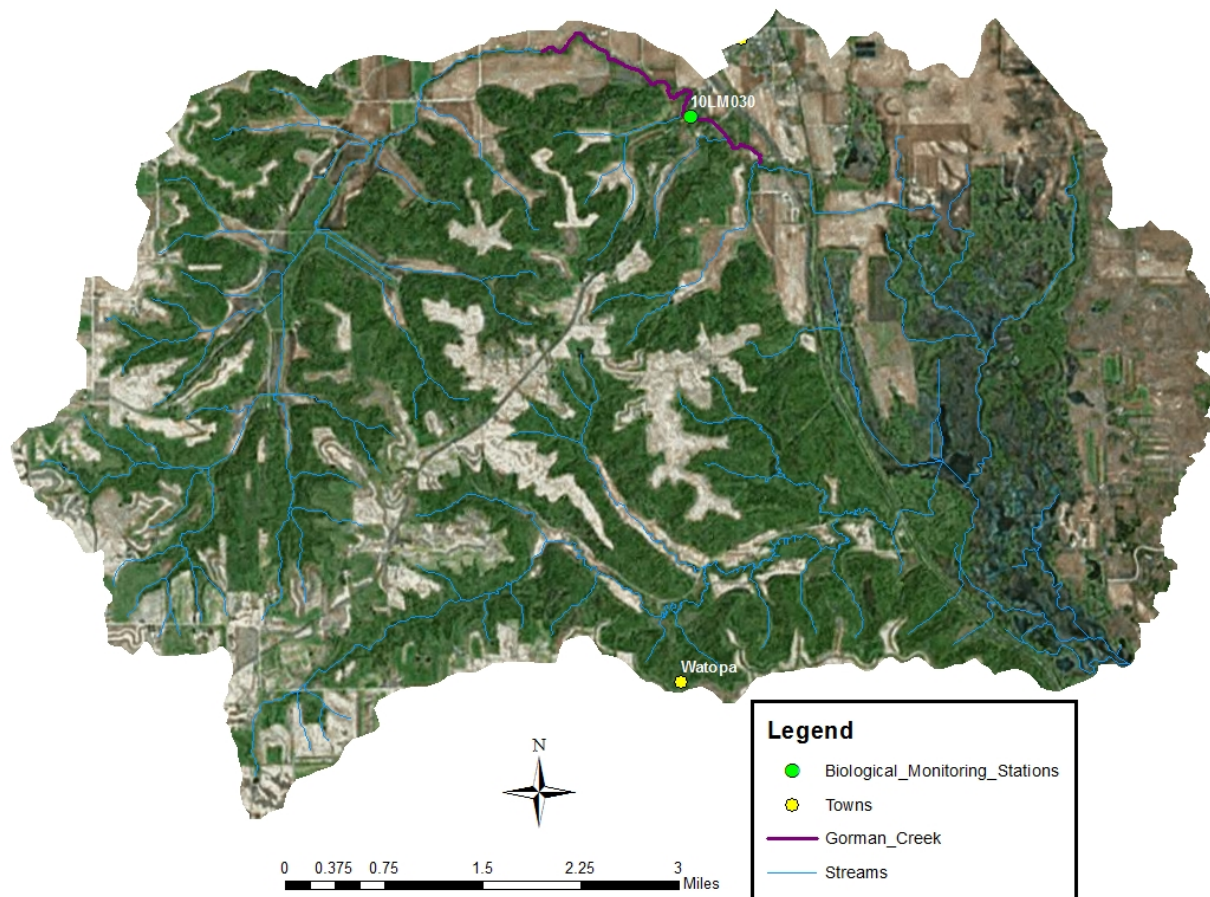 10LM030
Watopa
N
0 0.375 0.75 1.5 2.25 3
Miles
Legend
Biological_Monitoring_Stations
Towns
Gorman_Creek
Streams